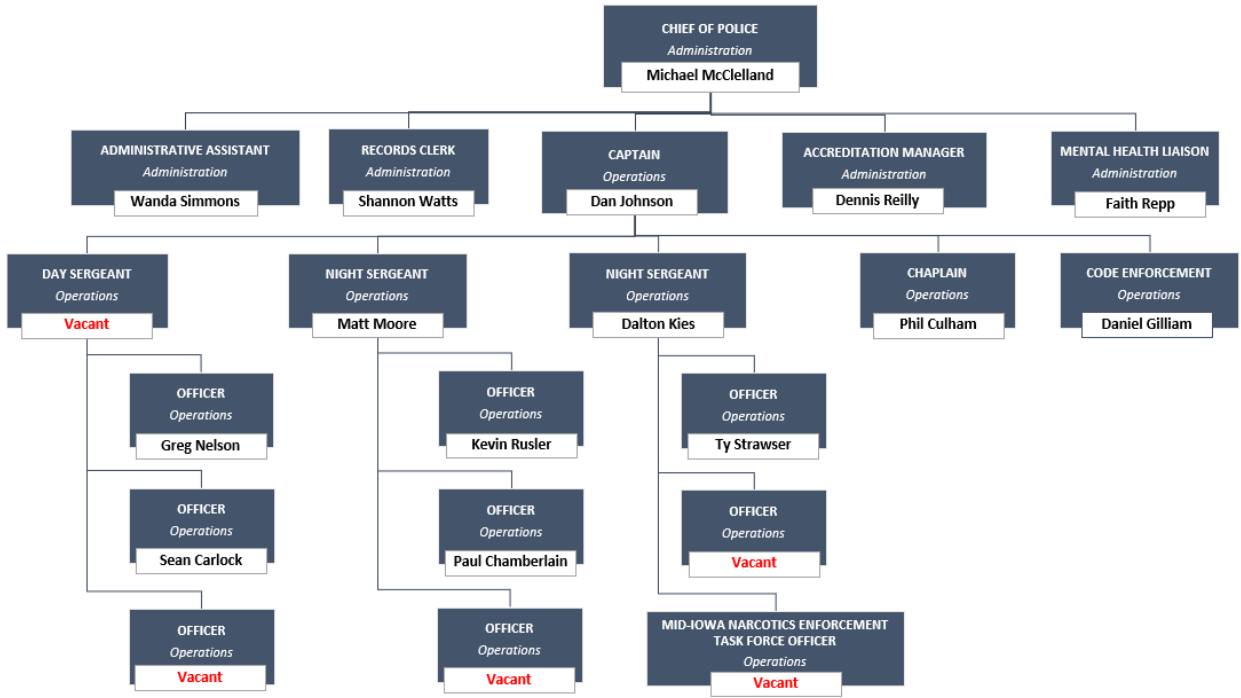 CHIEF OF POLICE
Administration
Michael McClelland
ADMINISTRATIVE ASSISTANT
Administration
Wanda Simmons
RECORDS CLERK
Administration
Shannon Watts
CAPTAIN
Operations
Dan Johnson
ACCREDITATION MANAGER
Administration
Dennis Reilly
MENTAL HEALTH LIAISON
Administration
Faith Repp
DAY SERGEANT
Operations
Vacant
NIGHT SERGEANT
Operations
Matt Moore
NIGHT SERGEANT
Operations
Dalton Kies
CHAPLAIN
Operations
Phil Culham
CODE ENFORCEMENT
Operations
Daniel Gilliam
OFFICER
Operations
Greg Nelson
OFFICER
Operations
Kevin Rusler
OFFICER
Operations
Ty Strawser
OFFICER
Operations
Sean Carlock
OFFICER
Operations
Paul Chamberlain
OFFICER
Operations
Vacant
OFFICER
Operations
Vacant
OFFICER
Operations
Vacant
MID-IOWA NARCOTICS ENFORCEMENT
TASK FORCE OFFICER
Operations
Vacant